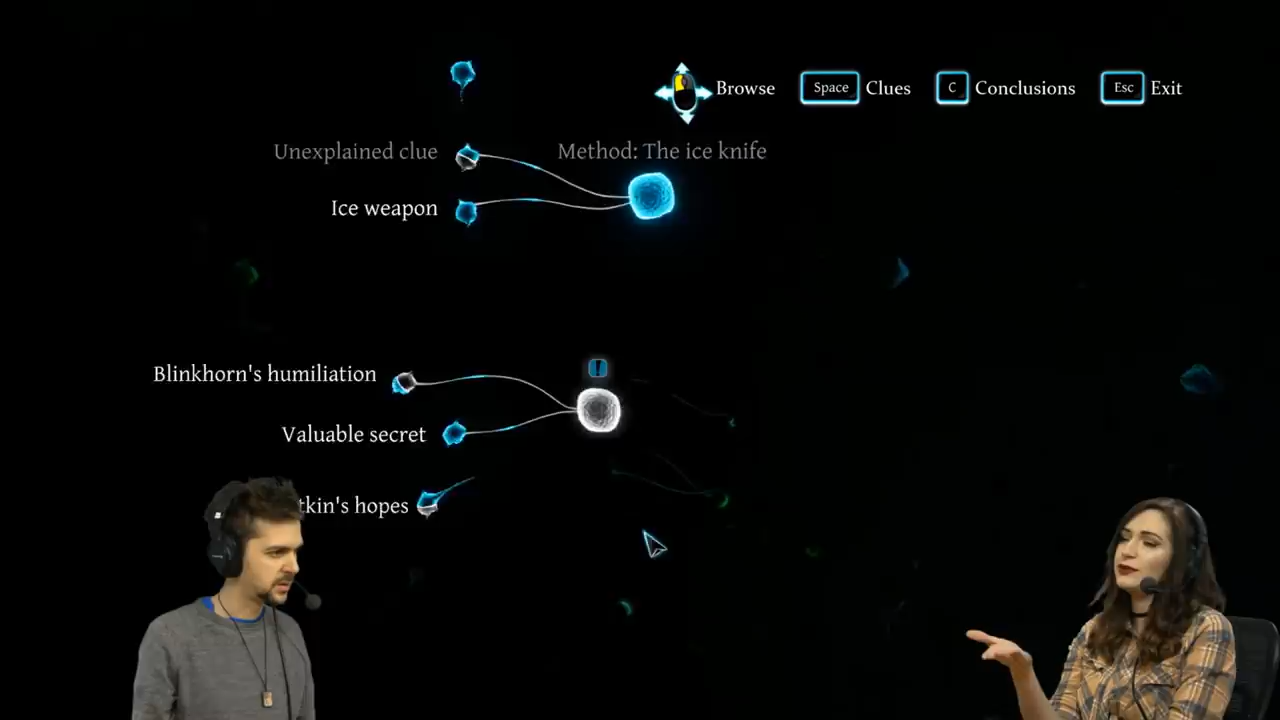 Browse
Space Clues
C Conclusions
Esc Exit
Unexplained clue
Method: The ice knife
Ice weapon
!
Blinkhorn's humiliation
Valuable secret
tkin's hopes